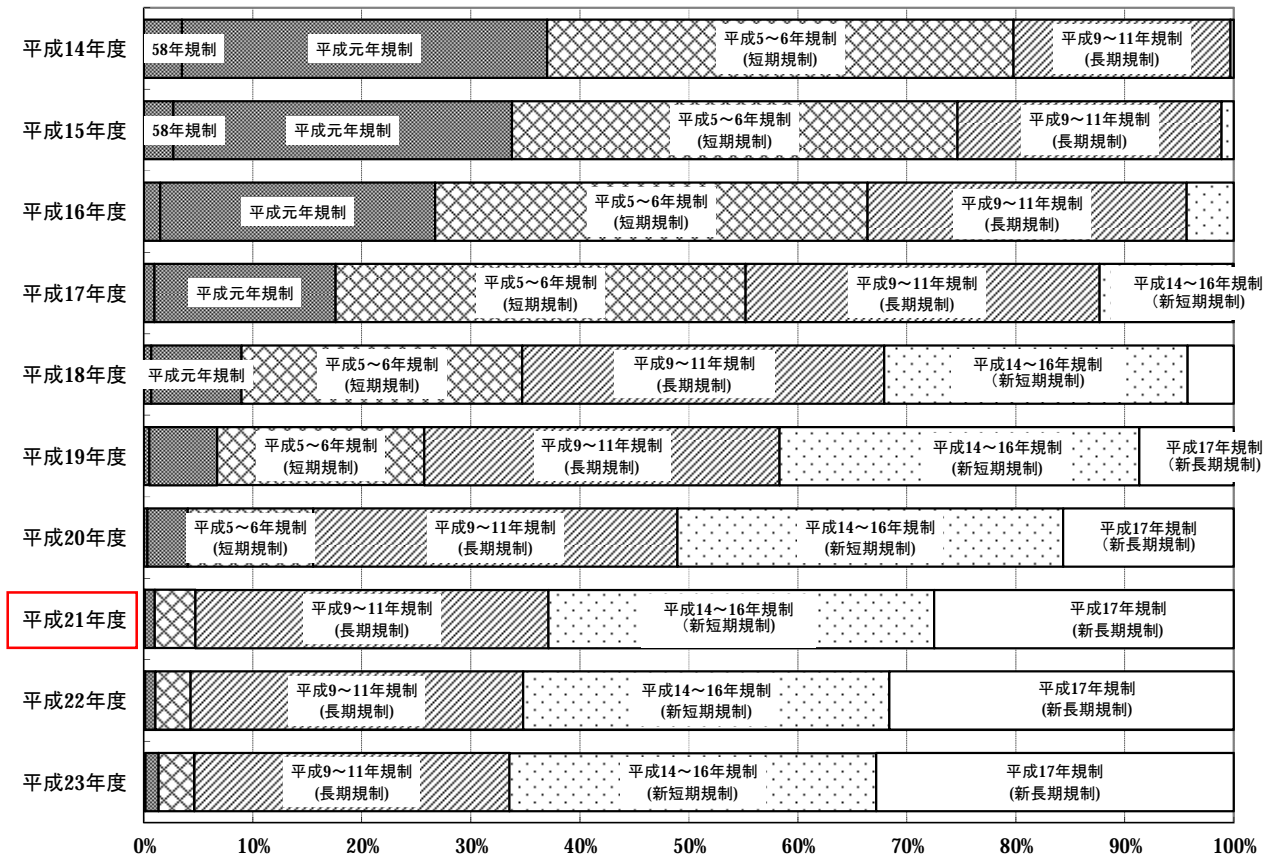 平成14年度
58年規制
平成元年規制
平成5～6年規制
(短期規制)
平成9～11年規制
(長期規制)
平成15年度
58年規制
平成元年規制
平成5～6年規制
(短期規制)
平成9～11年規制
(長期規制)
平成16年度
平成元年規制
平成5～6年規制
(短期規制)
平成9～11年規制
(長期規制)
平成17年度
平成元年規制
平成5～6年規制
(短期規制)
平成9～11年規制
(長期規制)
平成14～16年規制
（新短期規制)
平成18年度
平成元年規制
平成5～6年規制
(短期規制)
平成9～11年規制
(長期規制)
平成14～16年規制
(新短期規制)
平成19年度
平成5～6年規制
(短期規制)
平成9～11年規制
(長期規制)
平成14～16年規制
(新短期規制)
平成17年規制
（新長期規制)
平成20年度
平成5～6年規制
(短期規制)
平成9～11年規制
(長期規制)
平成14～16年規制
(新短期規制)
平成17年規制
(新長期規制)
平成21年度
平成9～11年規制
(長期規制)
平成14～16年規制
(新短期規制)
平成17年規制
(新長期規制)
平成22年度
平成9～11年規制
(長期規制)
平成14～16年規制
(新短期規制)
平成17年規制
(新長期規制)
平成23年度
平成9～11年規制
(長期規制)
平成14～16年規制
(新短期規制)
平成17年規制
(新長期規制)
0% 10% 20% 30% 40% 50% 60% 70% 80% 90% 100%